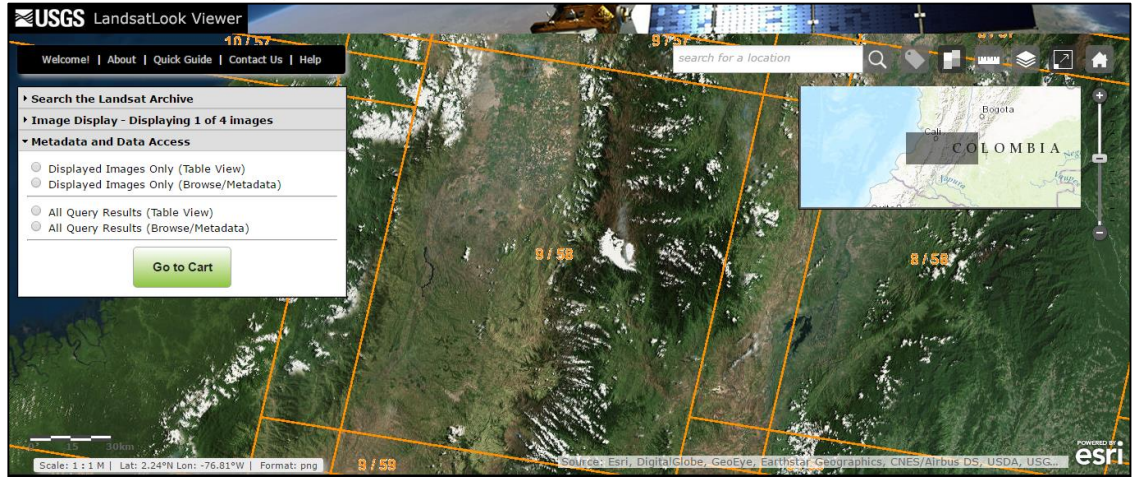 USGS LandsatLook Viewer
Welcome! | About | Quick Guide | Contact Us | Help
Search the Landsat Archive
Image Display - Displaying 1 of 4 images
Metadata and Data Access
Displayed Images Only (Table View)
Displayed Images Only (Browse/Metadata)
All Query Results (Table View)
All Query Results (Browse/Metadata)
Go to Cart
10 / 57
9 / 57
search for a location
Bogota
Cali
COLOMBIA
9 / 58
8 / 58
9 / 59
15 30km
Scale: 1 : 1 M | Lat: 2.24°N Lon: -76.81°W | Format: png
Source: Esri, DigitalGlobe, GeoEye, Earthstar Geographics, CNES/Airbus DS, USDA, USG...
POWERED BY
esri